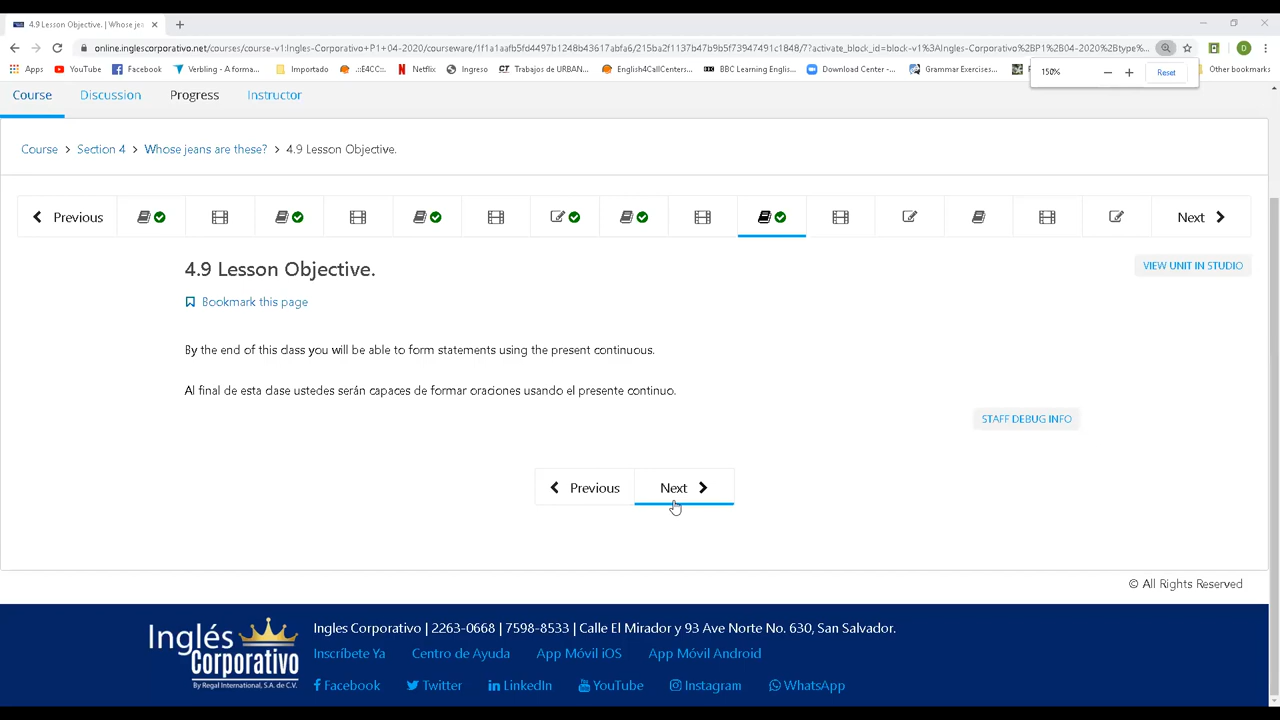 4.9 Lesson Objective. | Whose je
online.inglescorporativo.net/courses/course-v1:Ingles-Corporativo+P1+04-2020/courseware/1f1a1aafb5fd4497b1248b43617abfa6/215ba2f1137b47b9b5f73947491c1848/7?activate_block_id=block-v1%3AIngles-Corporativo%2BP1%2B04-2020%2Btype%
D
Apps YouTube Facebook Verbling - A forma... Importado .::E4CC::. Netflix Ingreso Trabajos de URBAN... English4CallCenters... BBC Learning English... Download Center -... Grammar Exercises... Other bookmarks
150% Reset
Course Discussion Progress Instructor
Course > Section 4 > Whose jeans are these? > 4.9 Lesson Objective.
Previous Next
4.9 Lesson Objective.
VIEW UNIT IN STUDIO
Bookmark this page
By the end of this class you will be able to form statements using the present continuous.
Al final de esta clase ustedes serán capaces de formar oraciones usando el presente continuo.
STAFF DEBUG INFO
Previous Next
© All Rights Reserved
Inglés Corporativo
By Regal International, S.A. de C.V.
Ingles Corporativo | 2263-0668 | 7598-8533 | Calle El Mirador y 93 Ave Norte No. 630, San Salvador.
Inscríbete Ya Centro de Ayuda App Móvil iOS App Móvil Android
Facebook Twitter LinkedIn YouTube Instagram WhatsApp